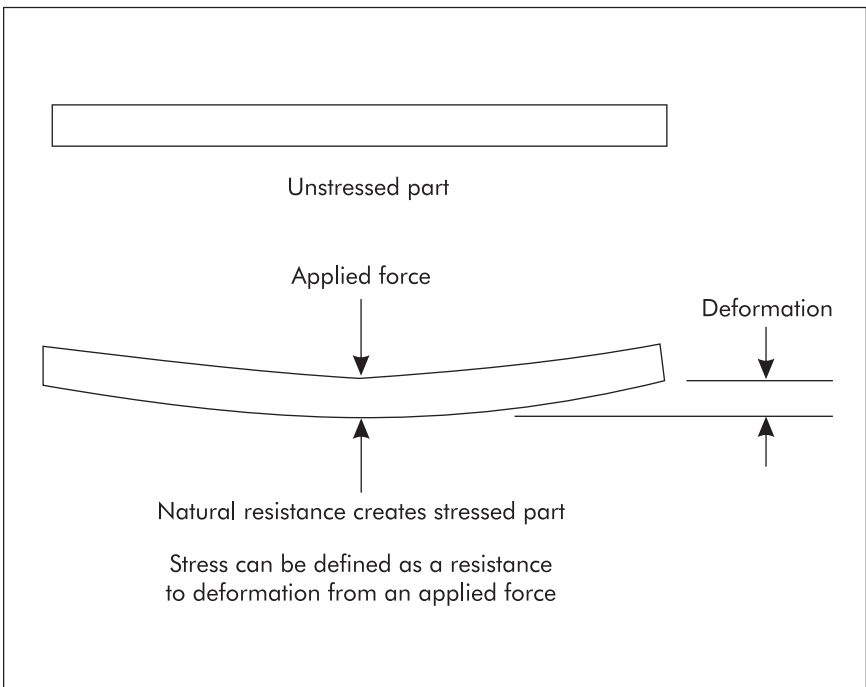 Unstressed part
Applied force
Deformation
Natural resistance creates stressed part
Stress can be defined as a resistance
to deformation from an applied force